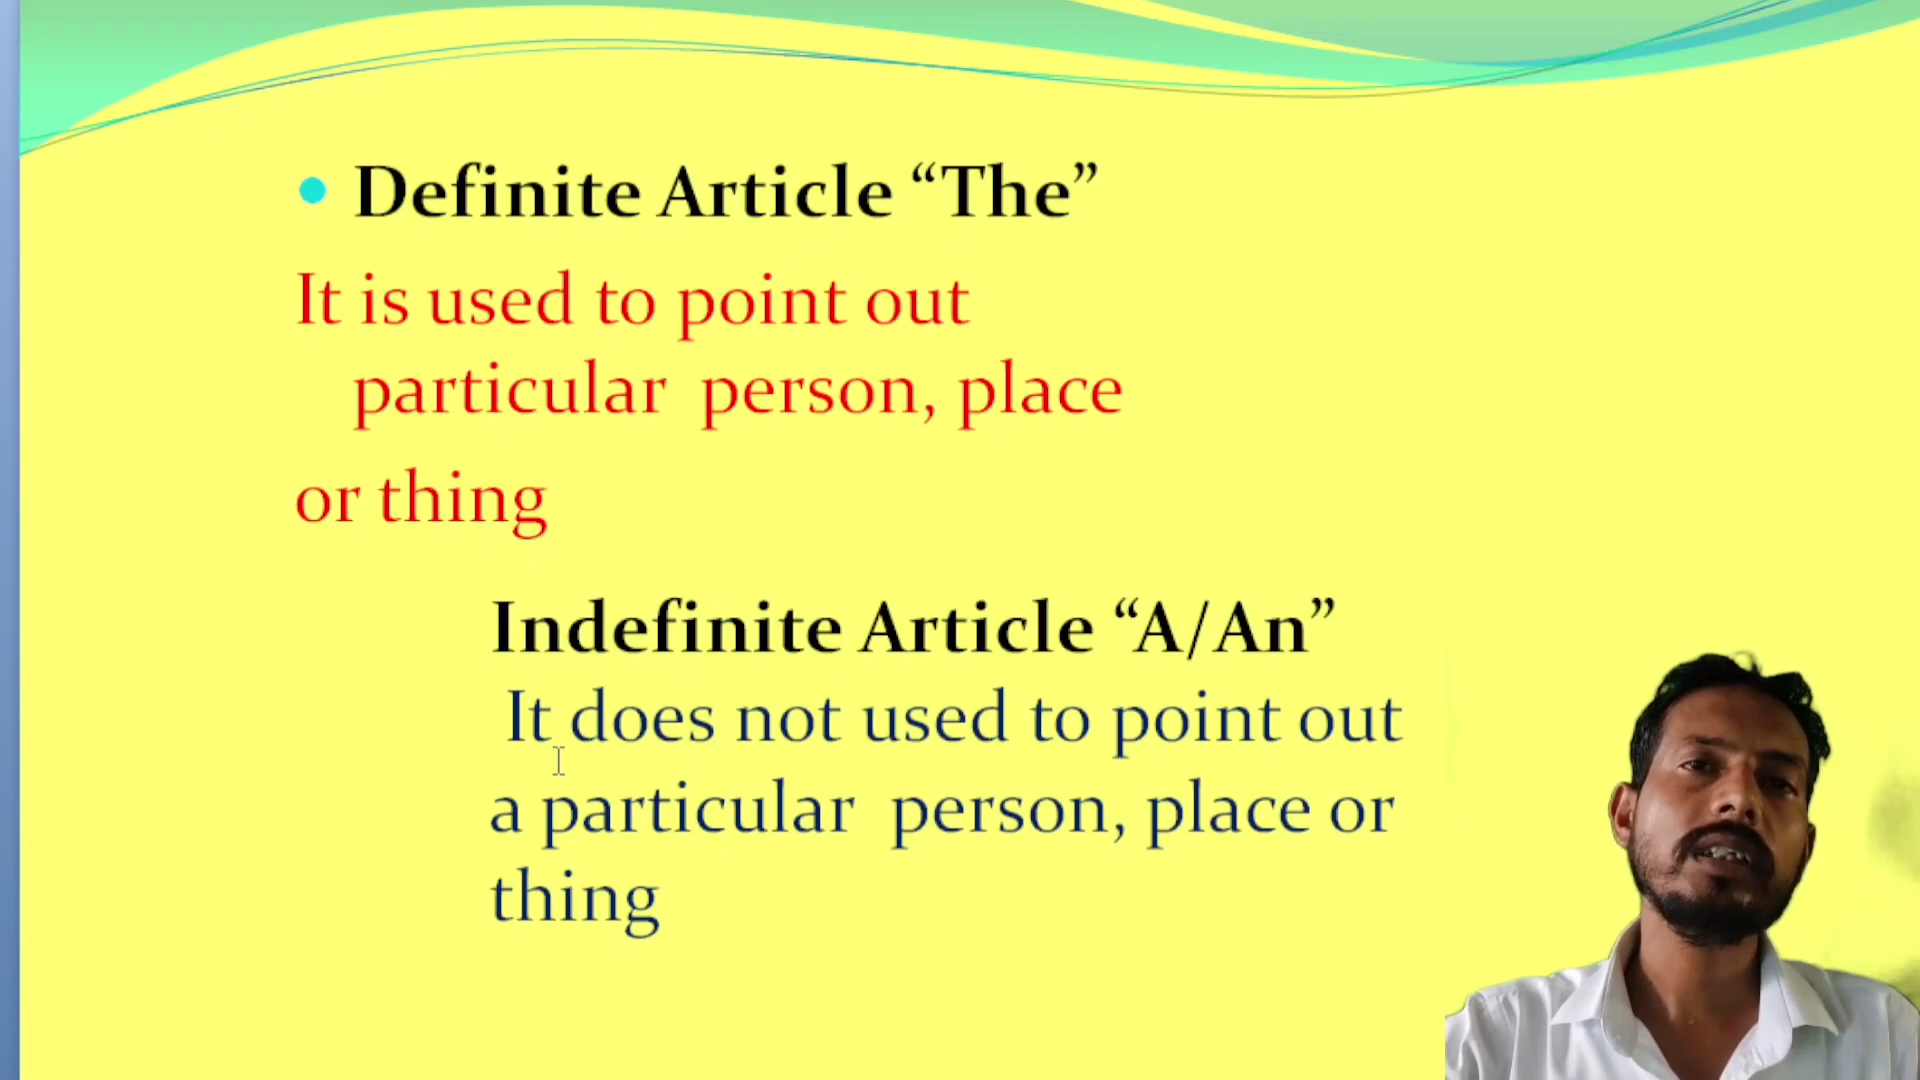 Definite Article “The”
It is used to point out
particular person, place
or thing
Indefinite Article “A/An”
It does not used to point out
a particular person, place or
thing